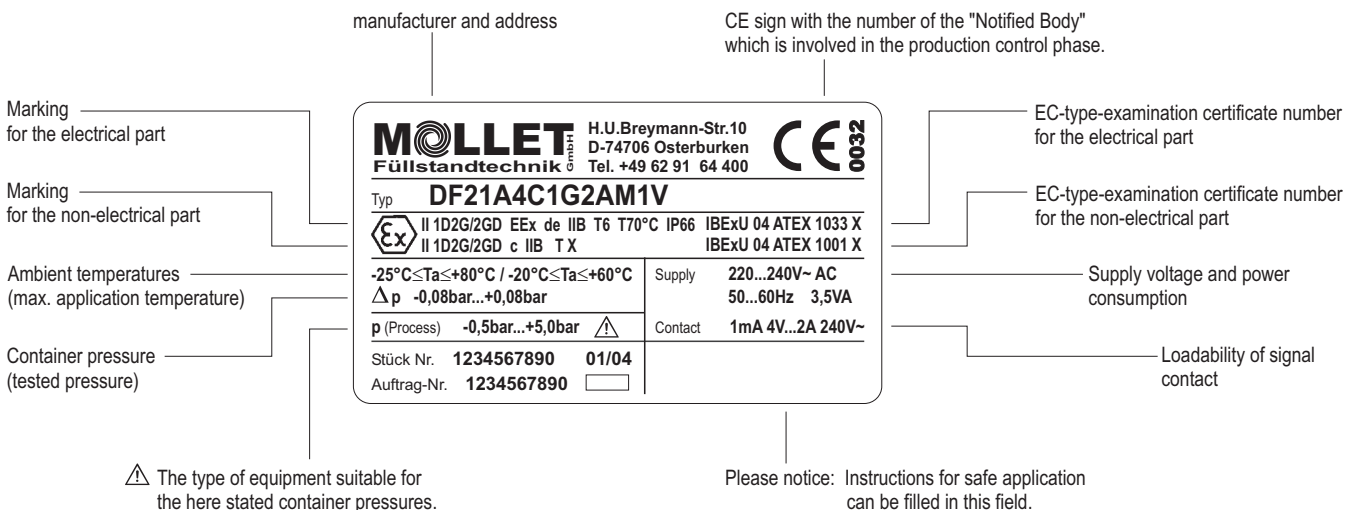 manufacturer and address
CE sign with the number of the "Notified Body"
which is involved in the production control phase.
Marking
for the electrical part
Marking
for the non-electrical part
Ambient temperatures
(max. application temperature)
Container pressure
(tested pressure)
MOLLET GmbH
Füllstandtechnik
H.U.Breymann-Str.10
D-74706 Osterburken
Tel. +49 62 91 64 400
CE 0032
Typ DF21A4C1G2AM1V
Ex
II 1D2G/2GD EEx de IIB T6 T70°C IP66 IBExU 04 ATEX 1033 X
II 1D2G/2GD c IIB T X IBExU 04 ATEX 1001 X
-25°C≤Ta≤+80°C / -20°C≤Ta≤+60°C
Δp -0,08bar...+0,08bar
p (Process) -0,5bar...+5,0bar ⚠
Stück Nr. 1234567890 01/04
Auftrag-Nr. 1234567890
Supply 220...240V~ AC
50...60Hz 3,5VA
Contact 1mA 4V...2A 240V~
EC-type-examination certificate number
for the electrical part
EC-type-examination certificate number
for the non-electrical part
Supply voltage and power
consumption
Loadability of signal
contact
⚠ The type of equipment suitable for
the here stated container pressures.
Please notice: Instructions for safe application
can be filled in this field.